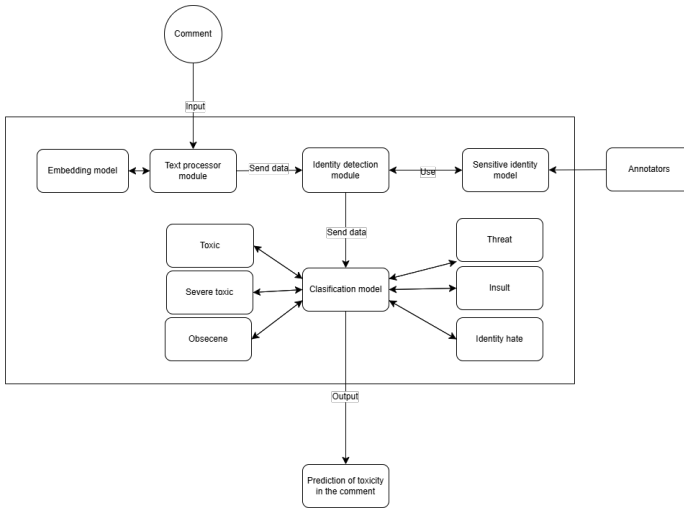 Comment
Input
Embedding model
Text processor
module
Send data
Identity detection
module
Use
Sensitive identity
model
Annotators
Send data
Toxic
Threat
Severe toxic
Clasification model
Insult
Obsecene
Identity hate
Output
Prediction of toxicity
in the comment